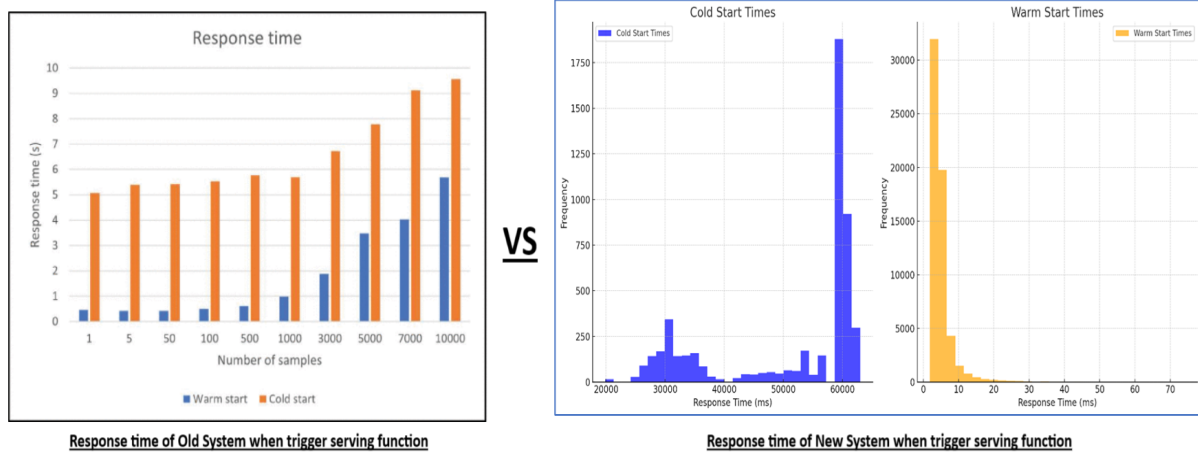 Response time
Response time (s)
10
9
8
7
6
5
4
3
2
1
0
1 5 50 100 500 1000 3000 5000 7000 10000
Number of samples
Warm start Cold start
Response time of Old System when trigger serving function
VS
Cold Start Times
Cold Start Times
Frequency
1750
1500
1250
1000
750
500
250
0
20000 30000 40000 50000 60000
Response Time (ms)
Warm Start Times
Warm Start Times
Frequency
30000
25000
20000
15000
10000
5000
0
0 10 20 30 40 50 60 70
Response Time (ms)
Response time of New System when trigger serving function